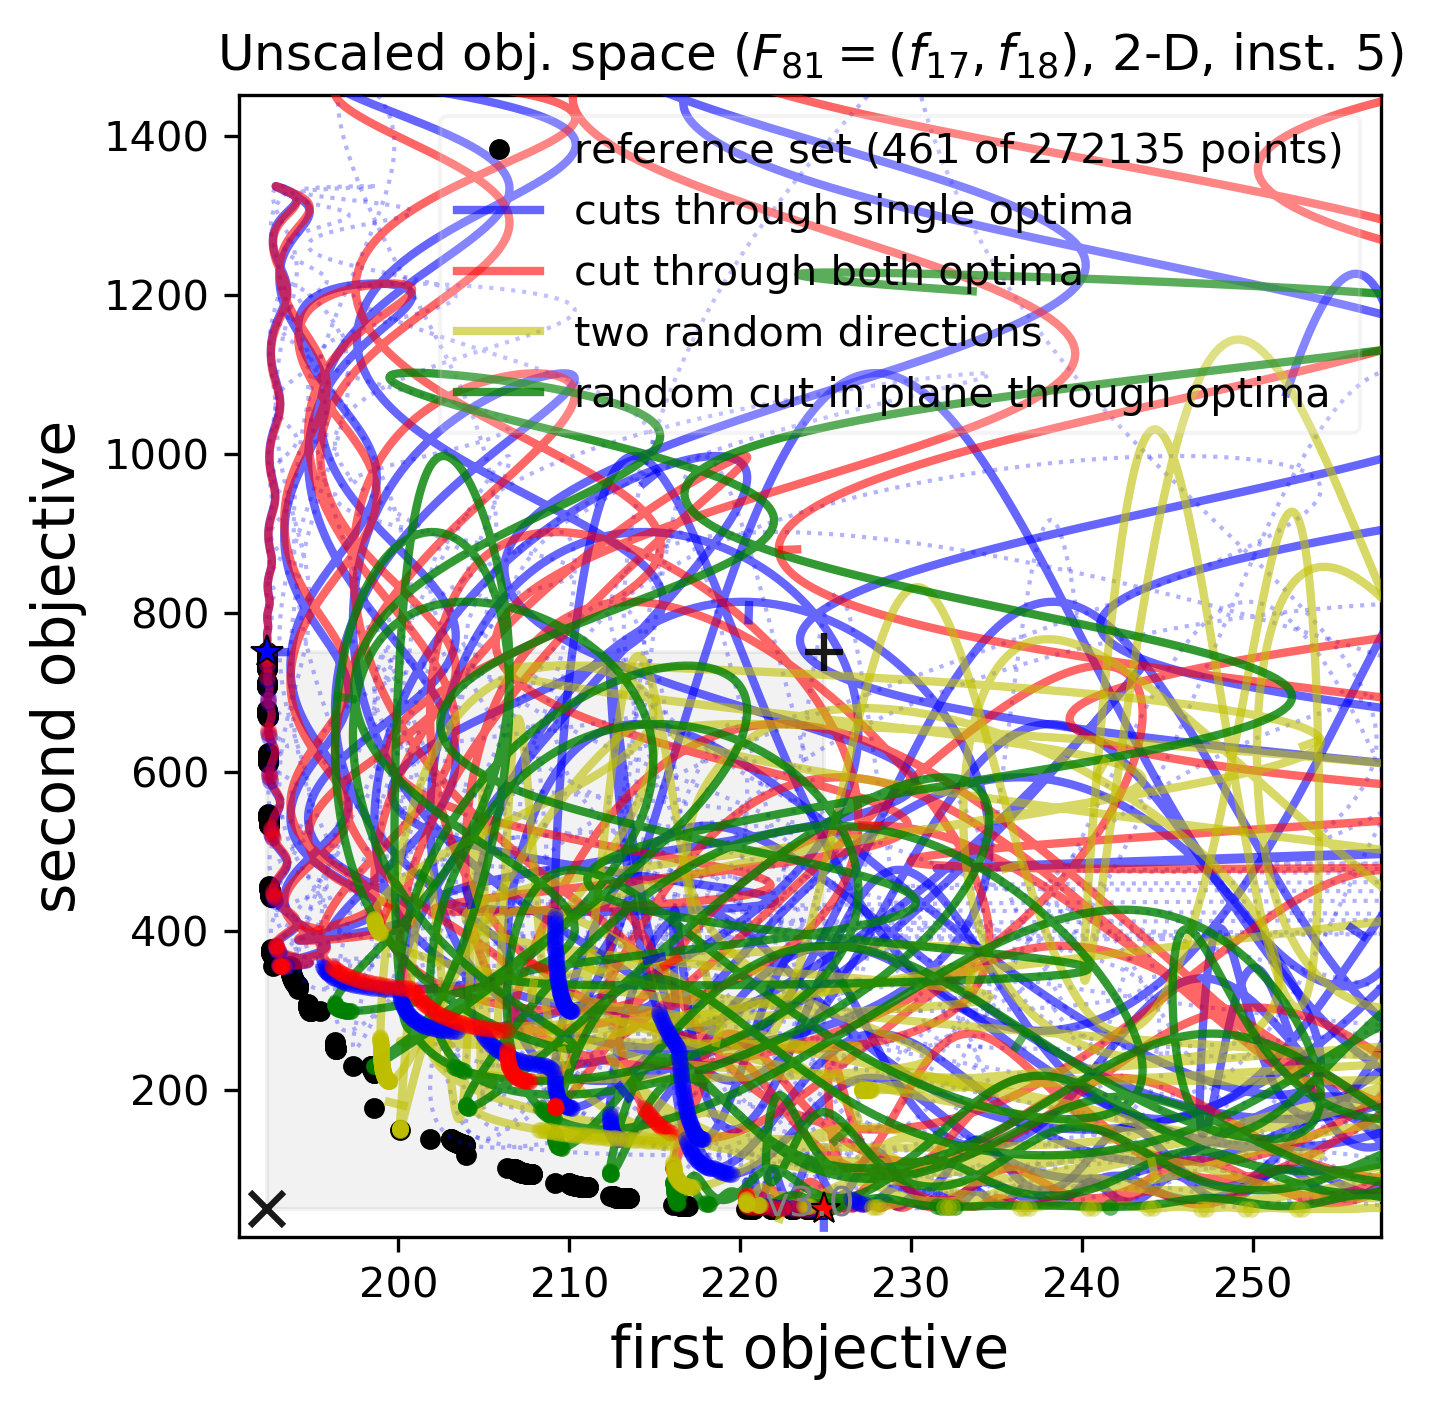 Unscaled obj. space (F₈₁ = (f₁₇, f₁₈), 2-D, inst. 5)
1400
1200
1000
800
600
400
200
second objective
reference set (461 of 272135 points)
cuts through single optima
cut through both optima
two random directions
random cut in plane through optima
v3.0
200 210 220 230 240 250
first objective